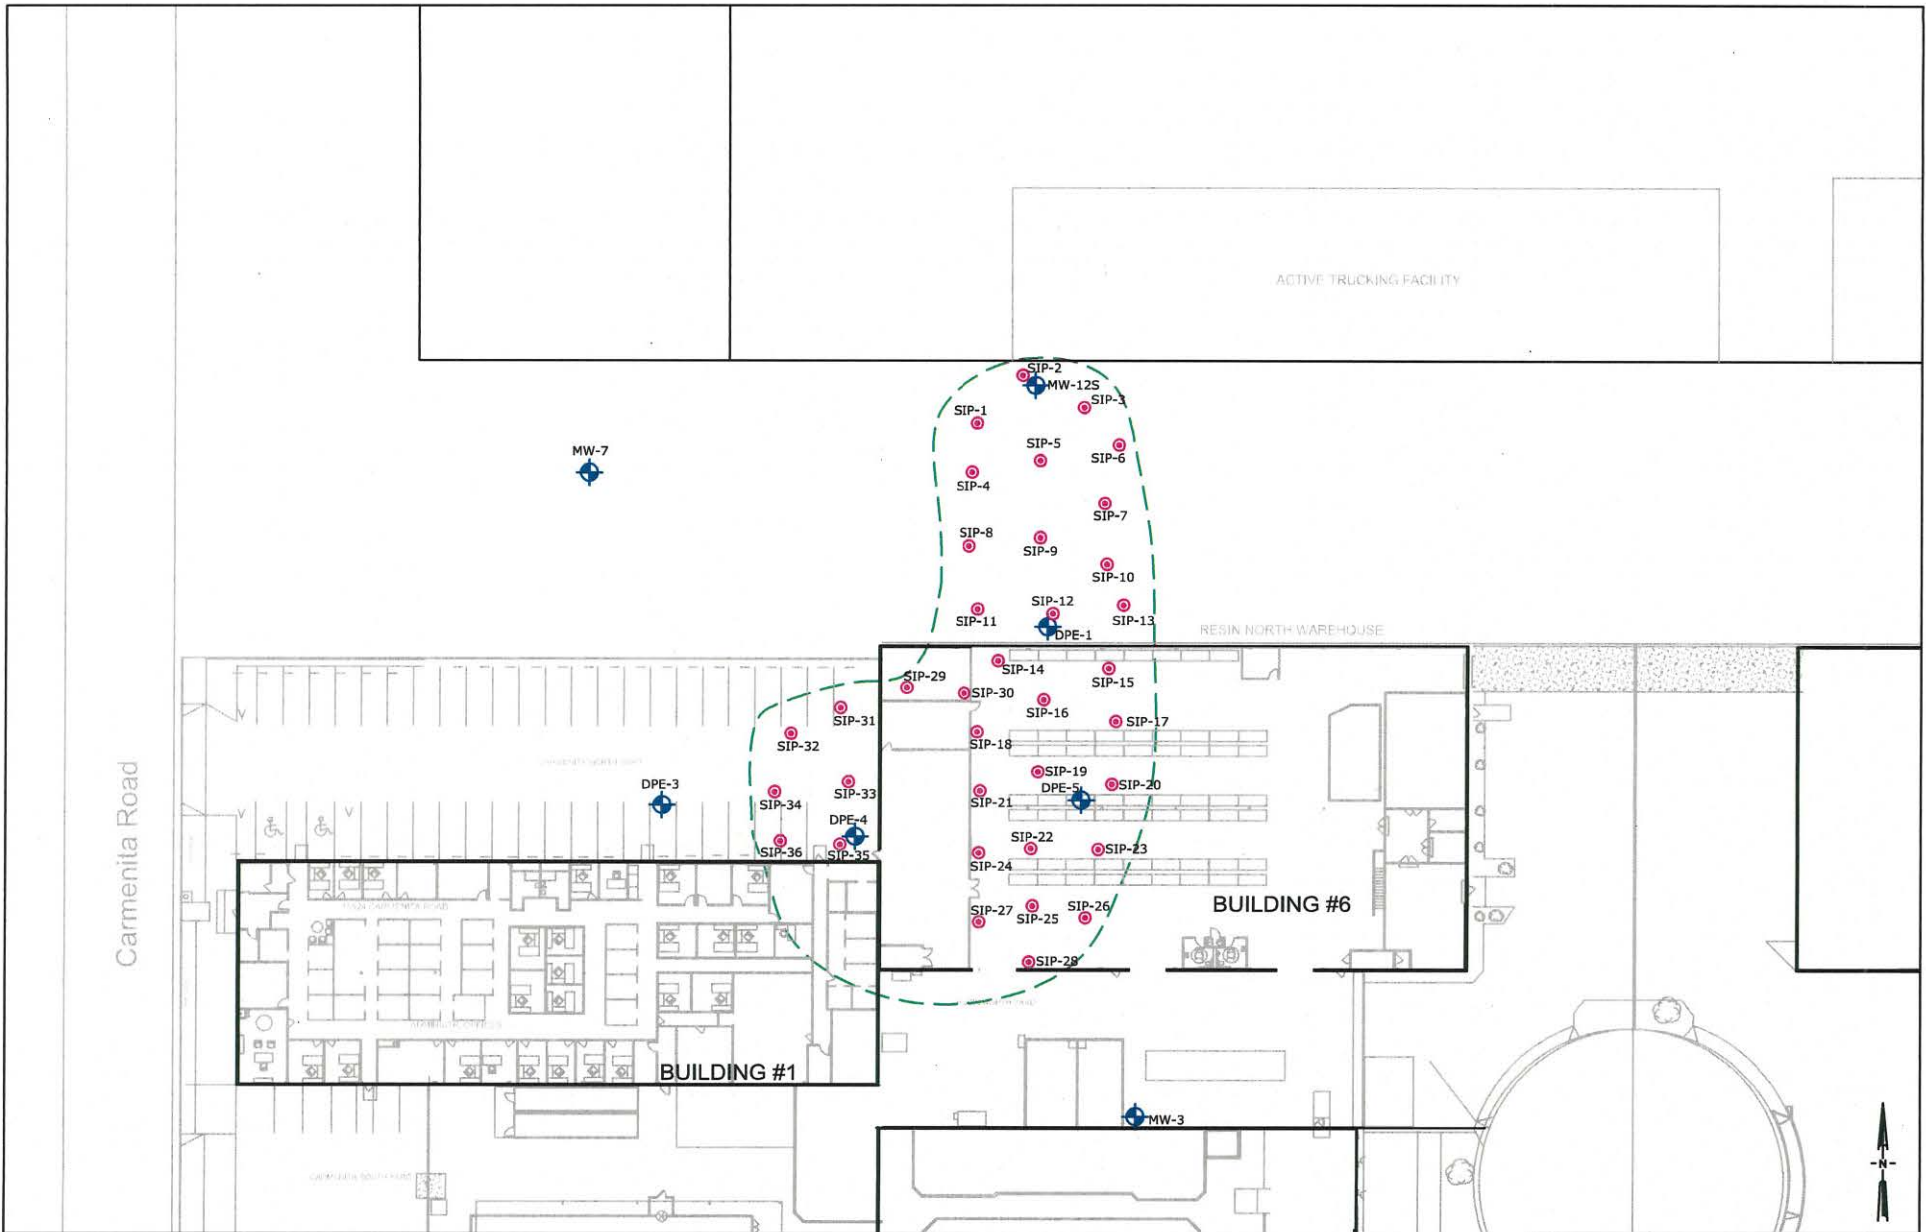 ACTIVE TRUCKING FACILITY
SIP-2
MW-12S
SIP-3
SIP-1
SIP-5
SIP-6
MW-7
SIP-4
SIP-7
SIP-8
SIP-9
SIP-10
SIP-12
SIP-11
SIP-13
DPE-1
RESIN NORTH WAREHOUSE
SIP-14
SIP-15
SIP-29
SIP-30
SIP-16
SIP-31
SIP-17
SIP-32
SIP-18
SIP-19
DPE-3
SIP-33
SIP-20
DPE-5
SIP-34
SIP-21
DPE-4
SIP-22
SIP-36
SIP-35
SIP-23
SIP-24
Carmenita Road
BUILDING #6
SIP-27
SIP-25
SIP-26
SIP-28
BUILDING #1
MW-3
N